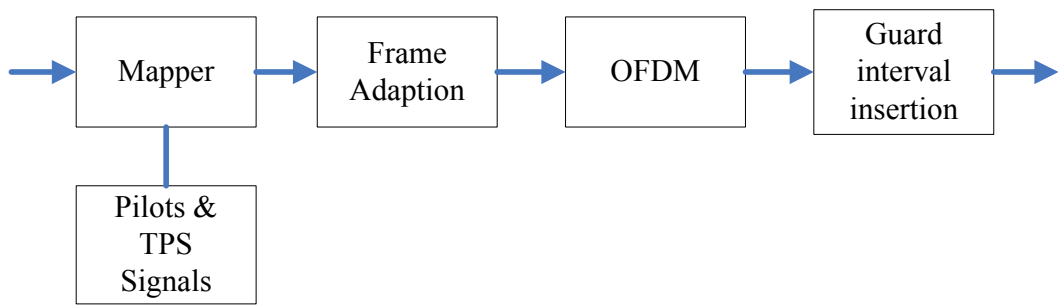 Mapper
Frame
Adaption
OFDM
Guard
interval
insertion
Pilots &
TPS
Signals